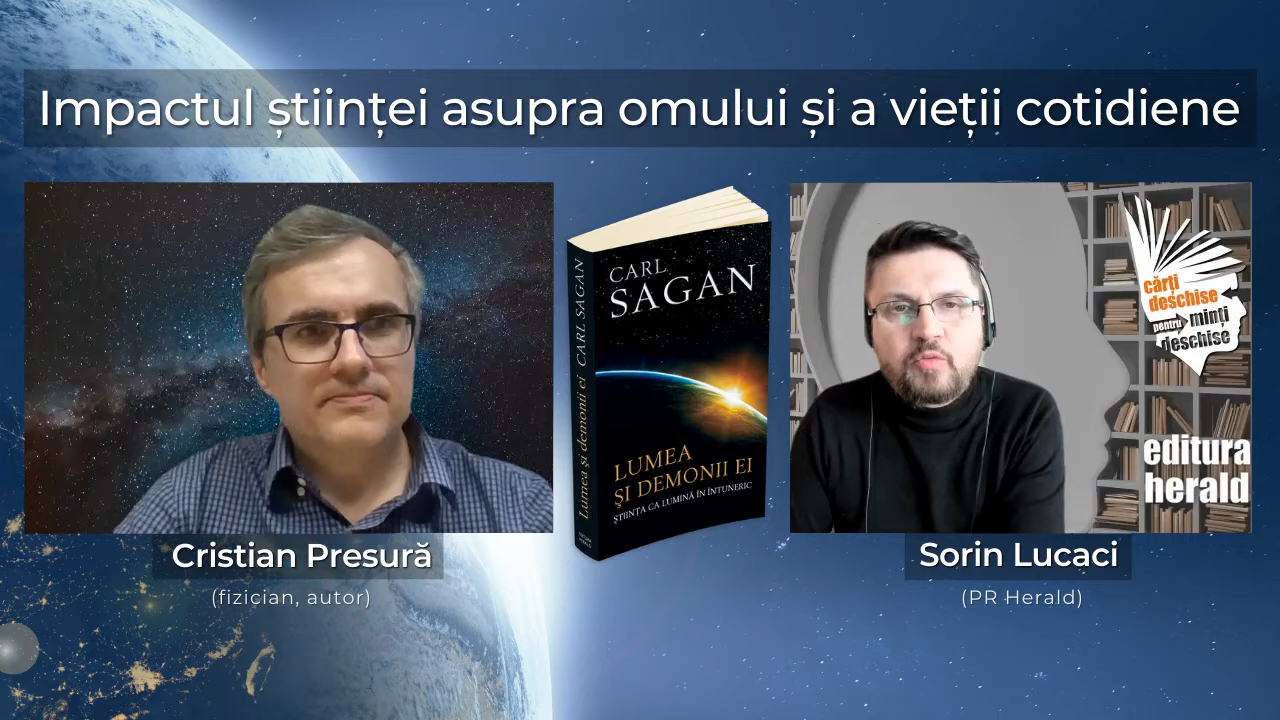 Impactul științei asupra omului și a vieții cotidiene
CARL SAGAN
Lumea și demonii ei
CARL
SAGAN
LUMEA
ȘI DEMONII EI
ȘTIINȚA CA LUMINĂ ÎN ÎNTUNERIC
cărți
deschise
pentru minți
deschise
editura
herald
Cristian Presură
(fizician, autor)
Sorin Lucaci
(PR Herald)